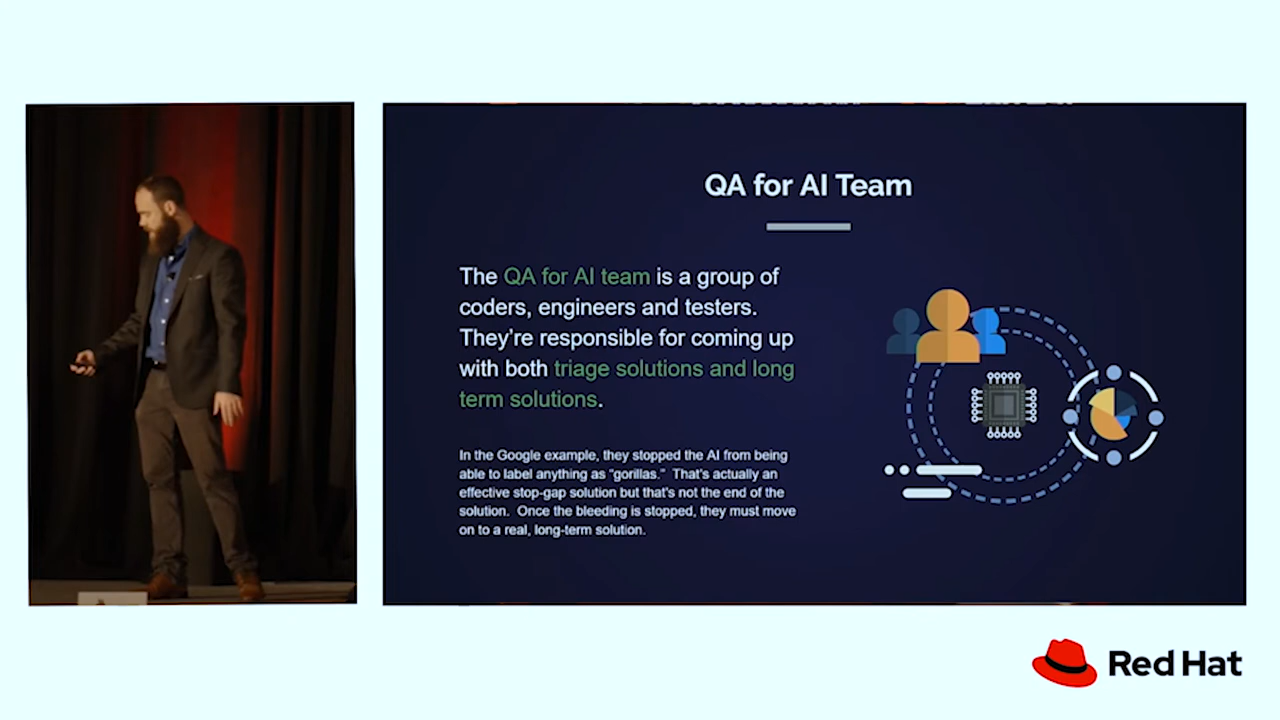 QA for AI Team
The QA for AI team is a group of
coders, engineers and testers.
They're responsible for coming up
with both triage solutions and long
term solutions.
In the Google example, they stopped the AI from being
able to label anything as “gorillas.” That's actually an
effective stop-gap solution but that's not the end of the
solution. Once the bleeding is stopped, they must move
on to a real, long-term solution.
Red Hat